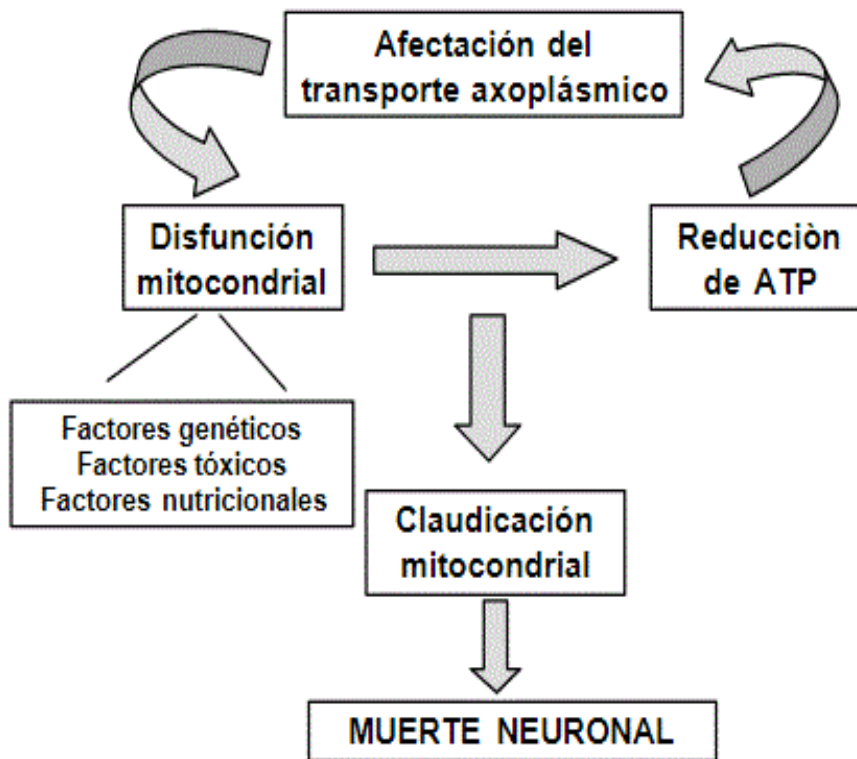 Afectación del
transporte axoplásmico
Disfunción
mitocondrial
Reducciòn
de ATP
Factores genéticos
Factores tóxicos
Factores nutricionales
Claudicación
mitocondrial
MUERTE NEURONAL